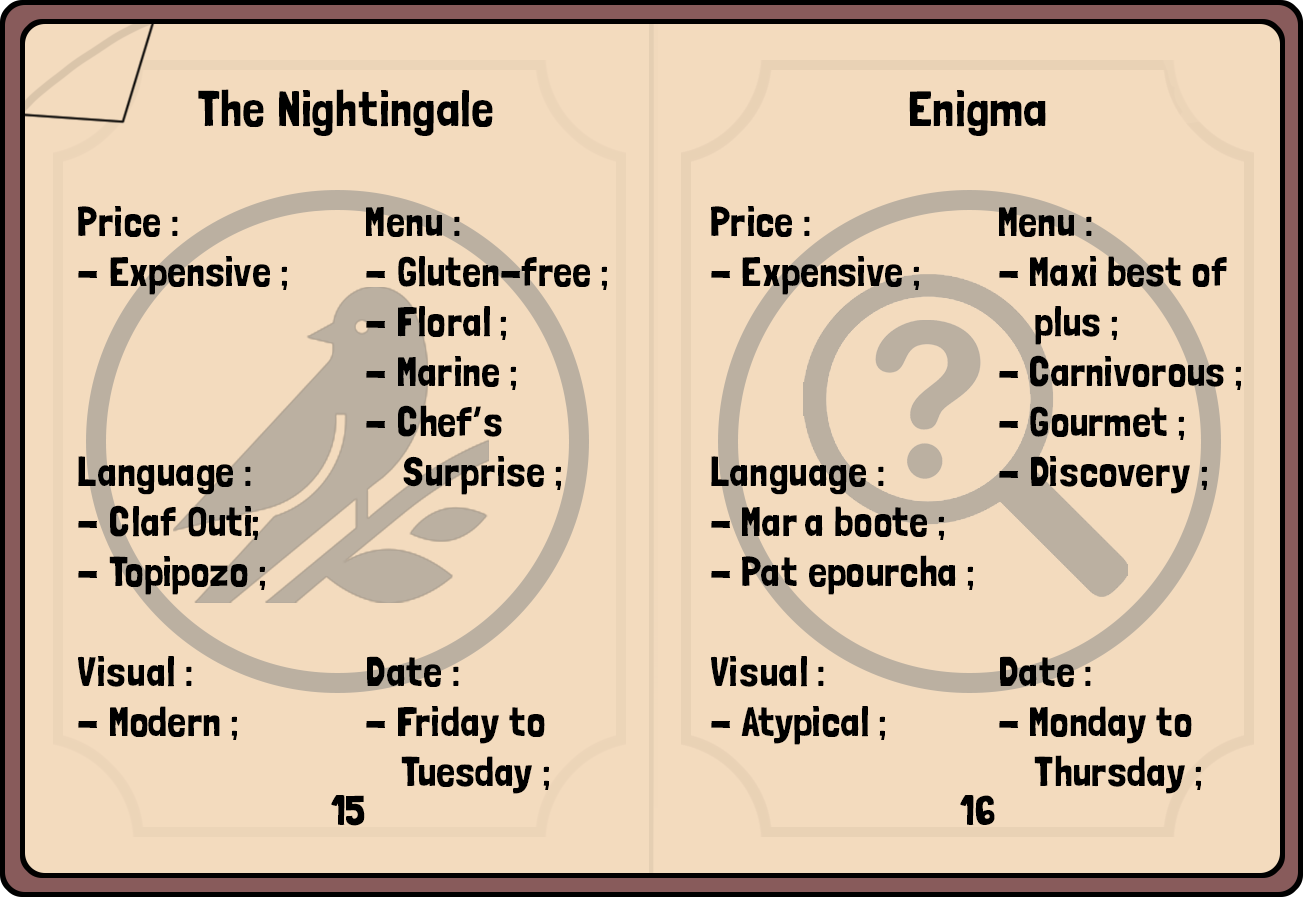 The Nightingale
Price :
– Expensive ;
Language :
– Claf Outi;
– Topipozo ;
Visual :
– Modern ;
Menu :
– Gluten-free ;
– Floral ;
– Marine ;
– Chef's
Surprise ;
Date :
– Friday to
Tuesday ;
15
Enigma
Price :
– Expensive ;
Language :
– Mar a boote ;
– Pat epourcha ;
Visual :
– Atypical ;
Menu :
– Maxi best of
plus ;
– Carnivorous ;
– Gourmet ;
– Discovery ;
Date :
– Monday to
Thursday ;
16